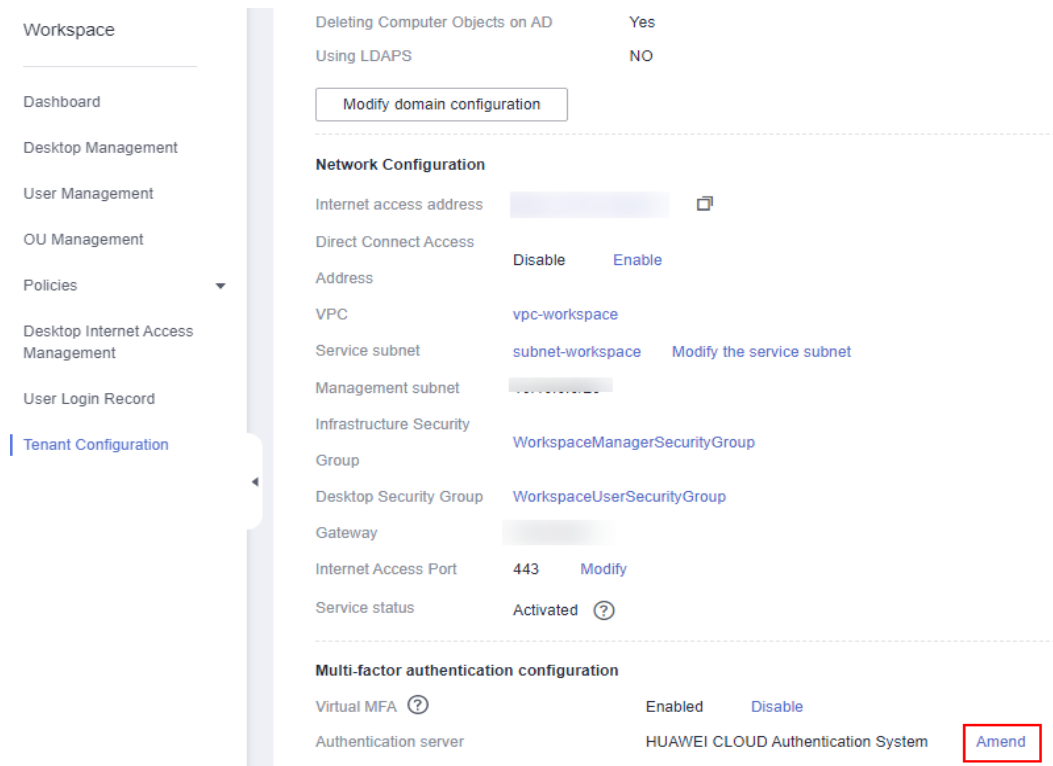 Workspace
Dashboard
Desktop Management
User Management
OU Management
Policies
Desktop Internet Access
Management
User Login Record
Tenant Configuration
Deleting Computer Objects on AD Yes
Using LDAPS NO
Modify domain configuration
Network Configuration
Internet access address
Direct Connect Access
Address
Disable Enable
VPC vpc-workspace
Service subnet subnet-workspace Modify the service subnet
Management subnet
Infrastructure Security
Group
WorkspaceManagerSecurityGroup
Desktop Security Group WorkspaceUserSecurityGroup
Gateway
Internet Access Port 443 Modify
Service status Activated ?
Multi-factor authentication configuration
Virtual MFA ? Enabled Disable
Authentication server HUAWEI CLOUD Authentication System Amend